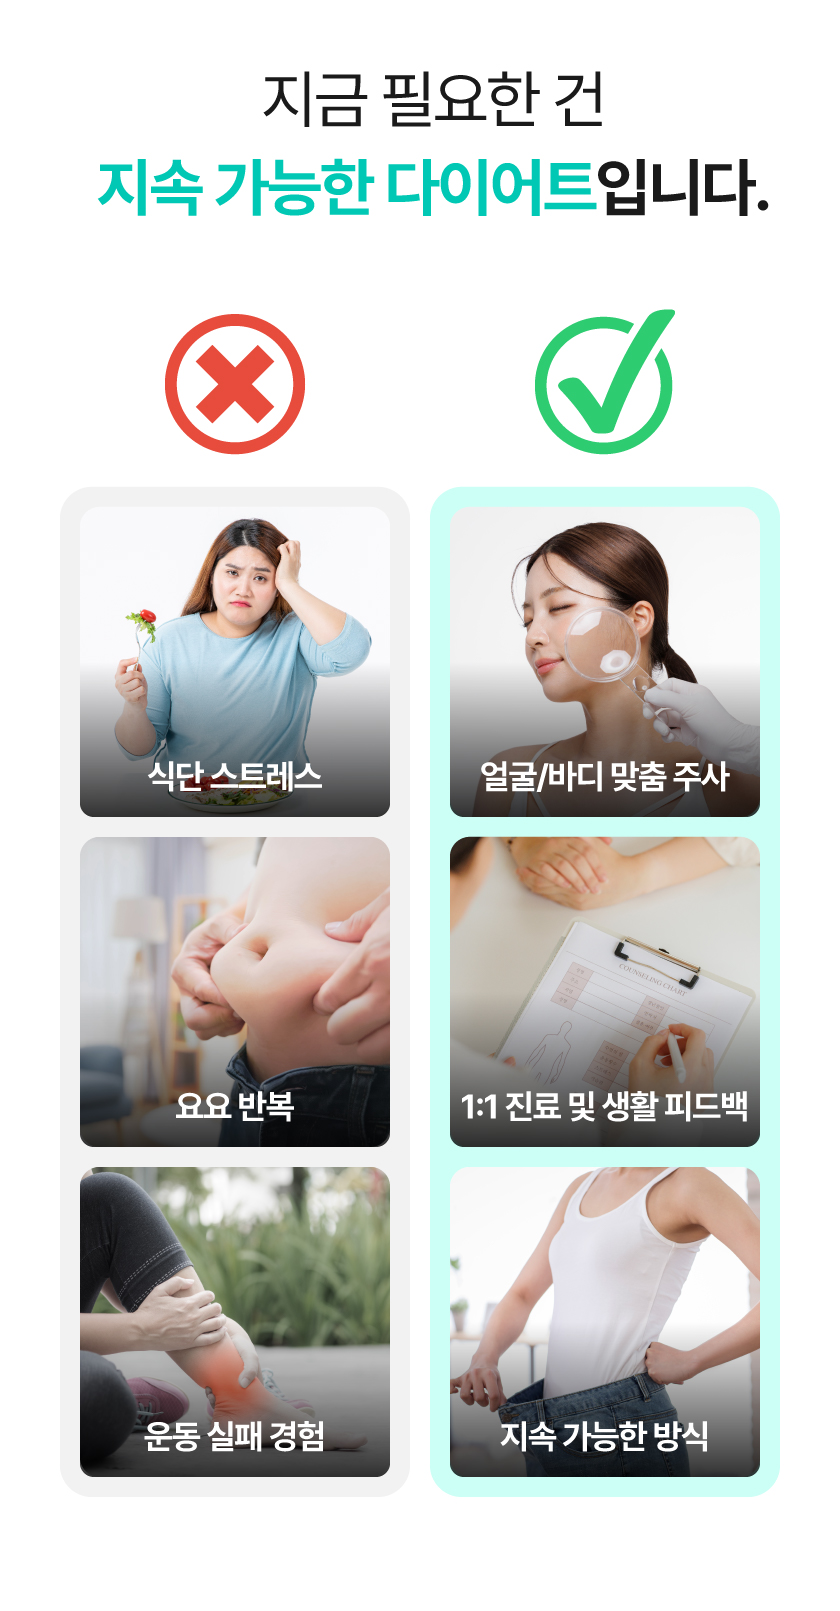 지금 필요한 건
지속 가능한 다이어트입니다.
식단 스트레스
얼굴/바디 맞춤 주사
COUNSELING CHART
요요 반복
1:1 진료 및 생활 피드백
운동 실패 경험
지속 가능한 방식